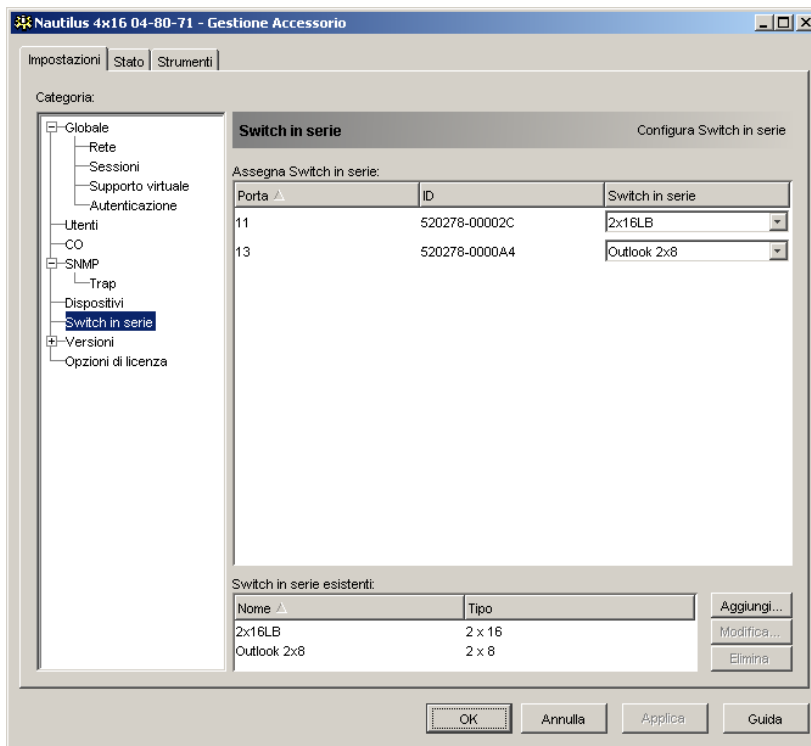 Nautilus 4x16 04-80-71 - Gestione Accessorio
Impostazioni Stato Strumenti
Categoria:
Globale
Rete
Sessioni
Supporto virtuale
Autenticazione
Utenti
CO
SNMP
Trap
Dispositivi
Switch in serie
Versioni
Opzioni di licenza
Switch in serie Configura Switch in serie
Assegna Switch in serie:
Porta ID Switch in serie
11 520278-00002C 2x16LB
13 520278-0000A4 Outlook 2x8
Switch in serie esistenti:
Nome Tipo
2x16LB 2 x 16
Outlook 2x8 2 x 8
Aggiungi...
Modifica...
Elimina
OK Annulla Applica Guida